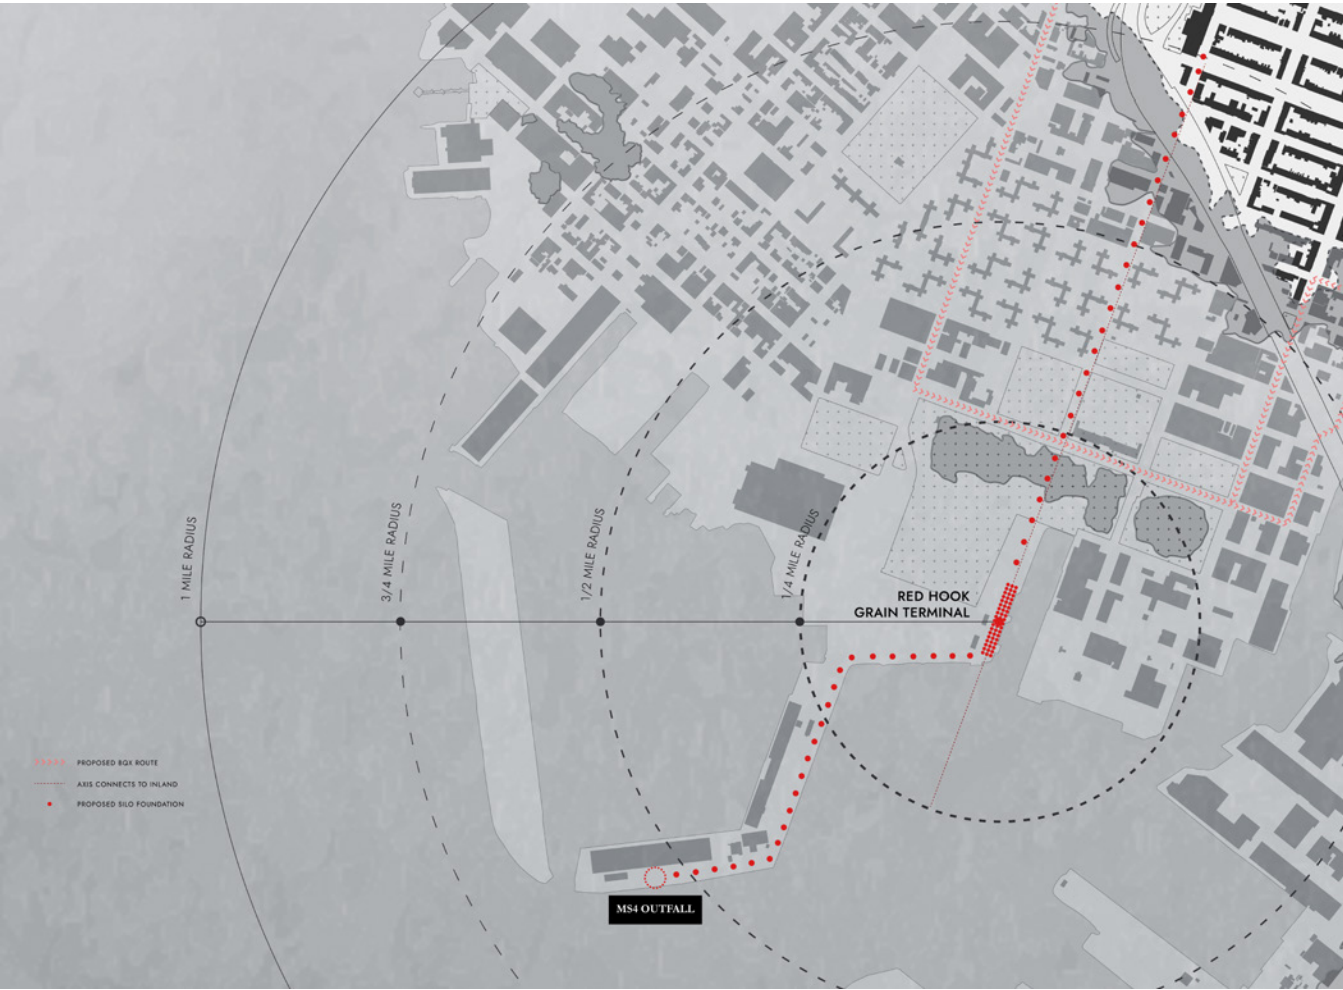 1 MILE RADIUS
3/4 MILE RADIUS
1/2 MILE RADIUS
1/4 MILE RADIUS
RED HOOK
GRAIN TERMINAL
PROPOSED BQX ROUTE
AXIS CONNECTS TO INLAND
PROPOSED SILO FOUNDATION
MS4 OUTFALL